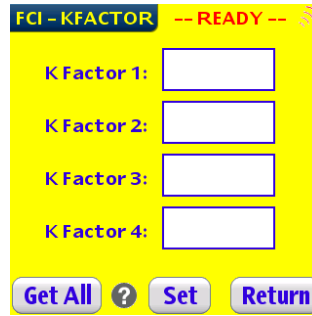 FCI - KFACTOR -- READY --
K Factor 1:
K Factor 2:
K Factor 3:
K Factor 4:
Get All ? Set Return